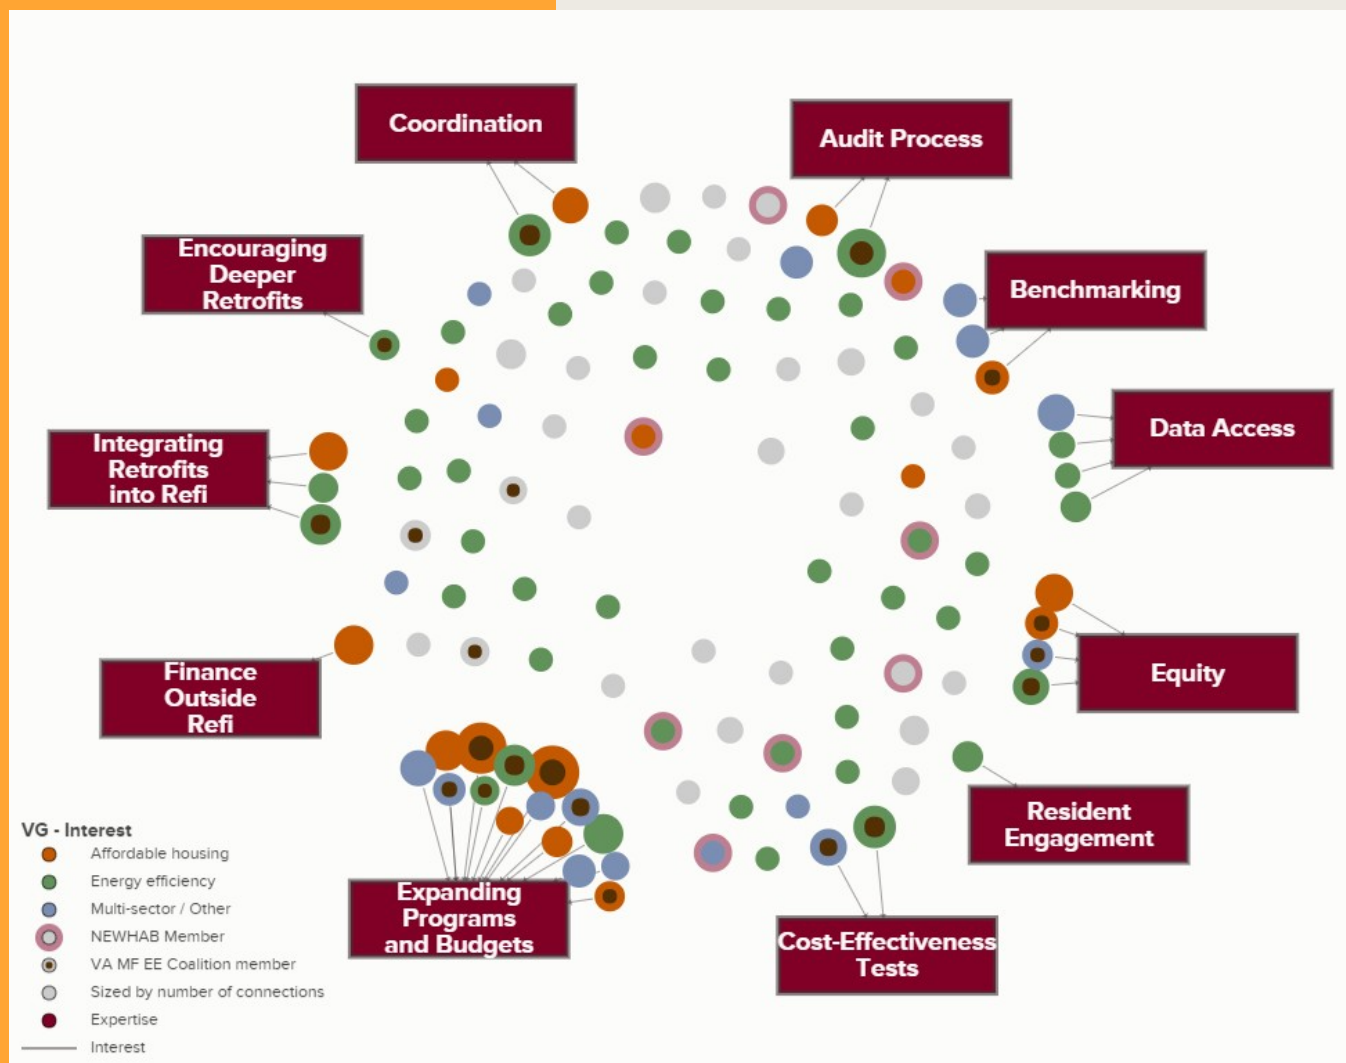 Coordination
Audit Process
Encouraging
Deeper
Retrofits
Benchmarking
Data Access
Integrating
Retrofits
into Refi
Equity
Finance
Outside
Refi
Resident
Engagement
Expanding
Programs
and Budgets
Cost-Effectiveness
Tests
VG - Interest
Affordable housing
Energy efficiency
Multi-sector / Other
NEWHAB Member
VA MF EE Coalition member
Sized by number of connections
Expertise
Interest